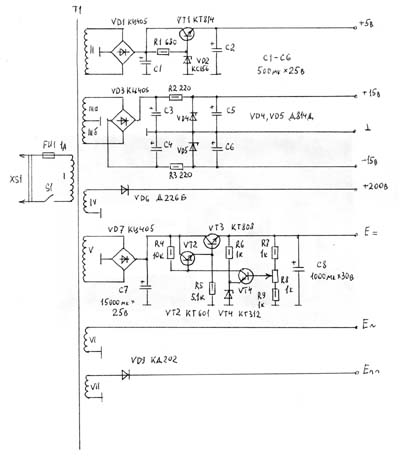 T1
VD1 КЦ405
VT1 КТ814
+5В
II
R1 680
VD2
КС156
C1
C2
C1-C6
500мк×25В
VD3 КЦ405
R2 220
+15В
IIIа
IIIб
C3
VD4
C5
VD4, VD5 Д814Д
⊥
C4
VD5
C6
R3 220
-15В
FU1 1A
XS1
S1
I
IV
VD6 Д226Б
+200В
VD7 КЦ405
VT3 КТ808
E=
V
R4
10к
VT2
R6
1к
R7
1к
C7
15000мк×
25В
R5
5,1к
VT4
R8
1к
R9
1к
C8
1000мк×30В
VT2 КТ601 VT4 КТ312
E~
VI
VD9 КД202
VII